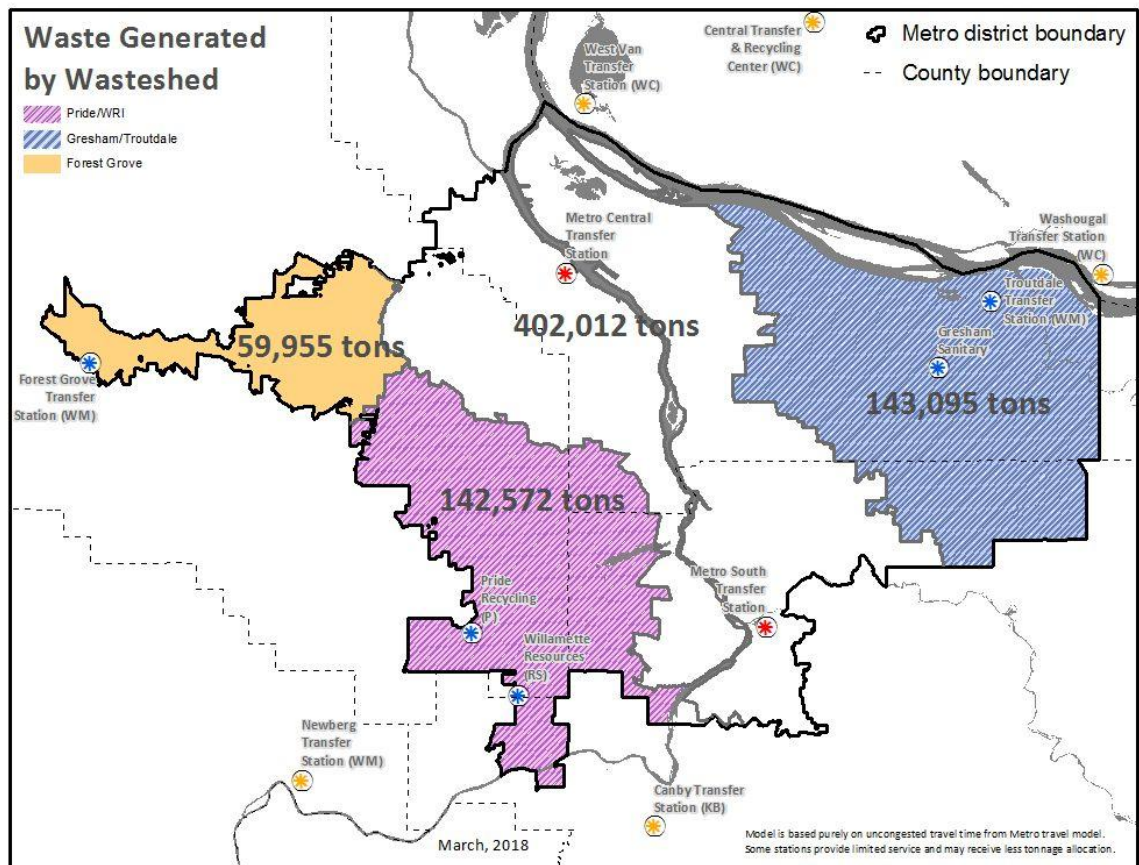 Waste Generated
by Wasteshed
Pride/WRI
Gresham/Troutdale
Forest Grove
West Van
Transfer
Station (WC)
Central Transfer
& Recycling
Center (WC)
Metro district boundary
County boundary
Metro Central
Transfer
Station
Washougal
Transfer Station
(WC)
Troutdale
Transfer
Station (WM)
Gresham
Sanitary
402,012 tons
59,955 tons
Forest Grove
Transfer
Station (WM)
143,095 tons
142,572 tons
Pride
Recycling
(P)
Metro South
Transfer
Station
Willamette
Resources
(RS)
Newberg
Transfer
Station (WM)
Canby Transfer
Station (KB)
March, 2018
Model is based purely on uncongested travel time from Metro travel model.
Some stations provide limited service and may receive less tonnage allocation.